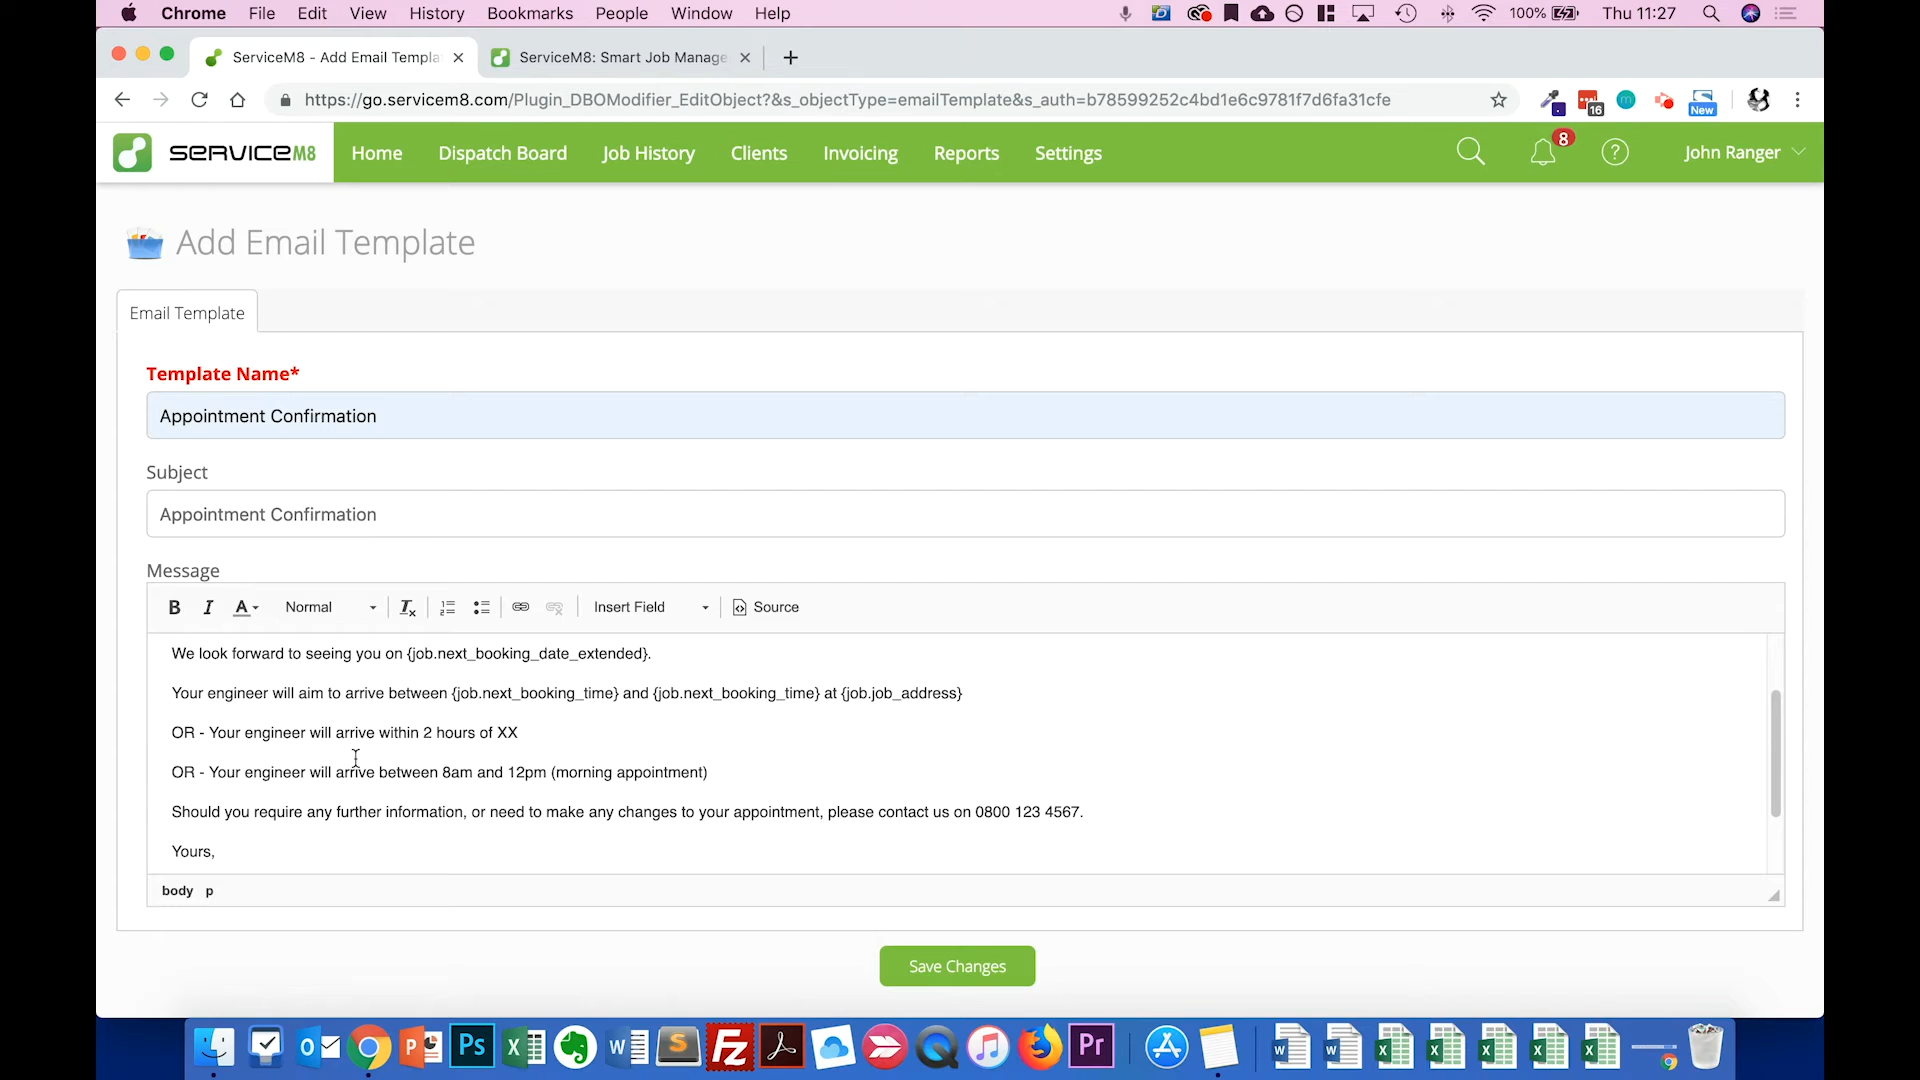 Chrome File Edit View History Bookmarks People Window Help 100% Thu 11:27
ServiceM8 - Add Email Templa
ServiceM8: Smart Job Manage
https://go.servicem8.com/Plugin_DBOModifier_EditObject?&s_objectType=emailTemplate&s_auth=b78599252c4bd1e6c9781f7d6fa31cfe
16
m
New
SERVICEM8 Home Dispatch Board Job History Clients Invoicing Reports Settings 8 ? John Ranger
Add Email Template
Email Template
Template Name*
Appointment Confirmation
Subject
Appointment Confirmation
Message
B I A Normal Insert Field Source
We look forward to seeing you on {job.next_booking_date_extended}.
Your engineer will aim to arrive between {job.next_booking_time} and {job.next_booking_time} at {job.job_address}
OR - Your engineer will arrive within 2 hours of XX
OR - Your engineer will arrive between 8am and 12pm (morning appointment)
Should you require any further information, or need to make any changes to your appointment, please contact us on 0800 123 4567.
Yours,
body p
Save Changes
Ps
Fz
Pr